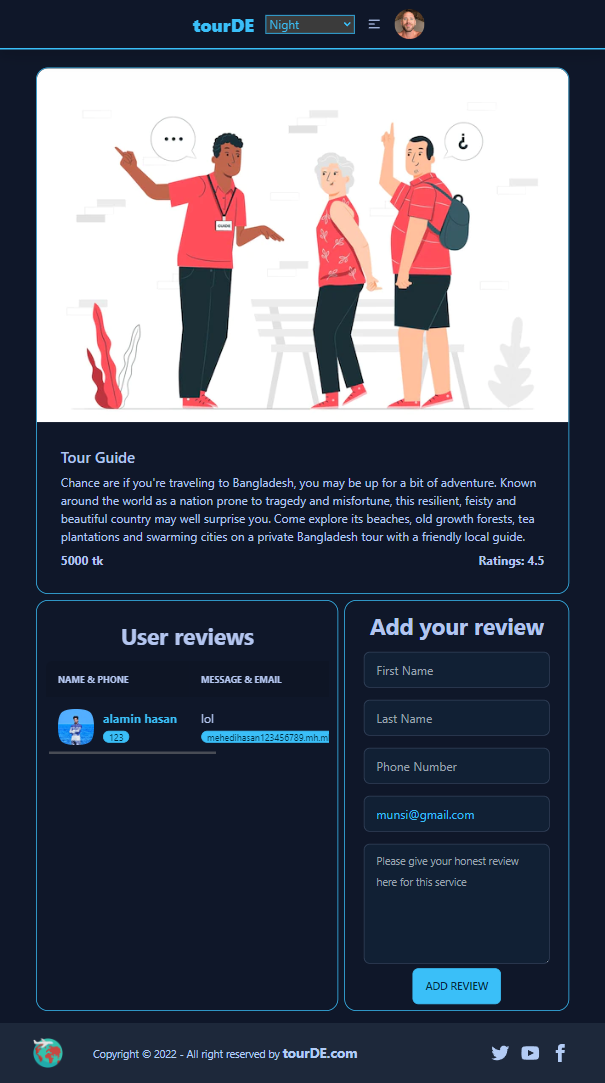 tourDE Night
...
¿
GUIDE
Tour Guide
Chance are if you're traveling to Bangladesh, you may be up for a bit of adventure. Known
around the world as a nation prone to tragedy and misfortune, this resilient, feisty and
beautiful country may well surprise you. Come explore its beaches, old growth forests, tea
plantations and swarming cities on a private Bangladesh tour with a friendly local guide.
5000 tk Ratings: 4.5
User reviews
NAME & PHONE MESSAGE & EMAIL
alamin hasan lol
123 mehedihasan123456789.mh.m
Add your review
First Name
Last Name
Phone Number
munsi@gmail.com
Please give your honest review
here for this service
ADD REVIEW
Copyright © 2022 - All right reserved by tourDE.com